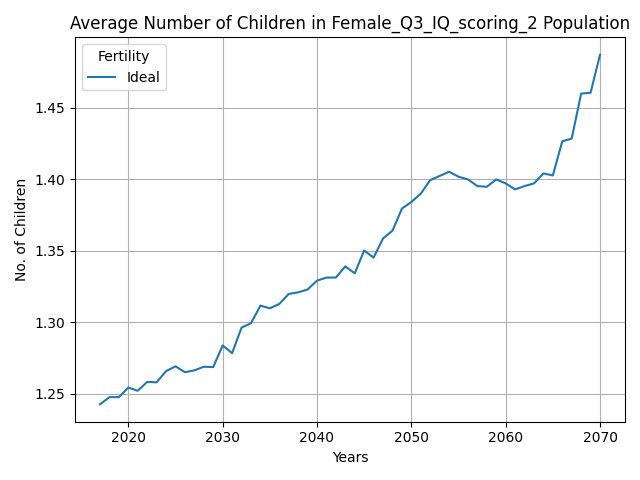 Average Number of Children in Female_Q3_IQ_scoring_2 Population
Fertility
Ideal
No. of Children
1.45
1.40
1.35
1.30
1.25
2020 2030 2040 2050 2060 2070
Years